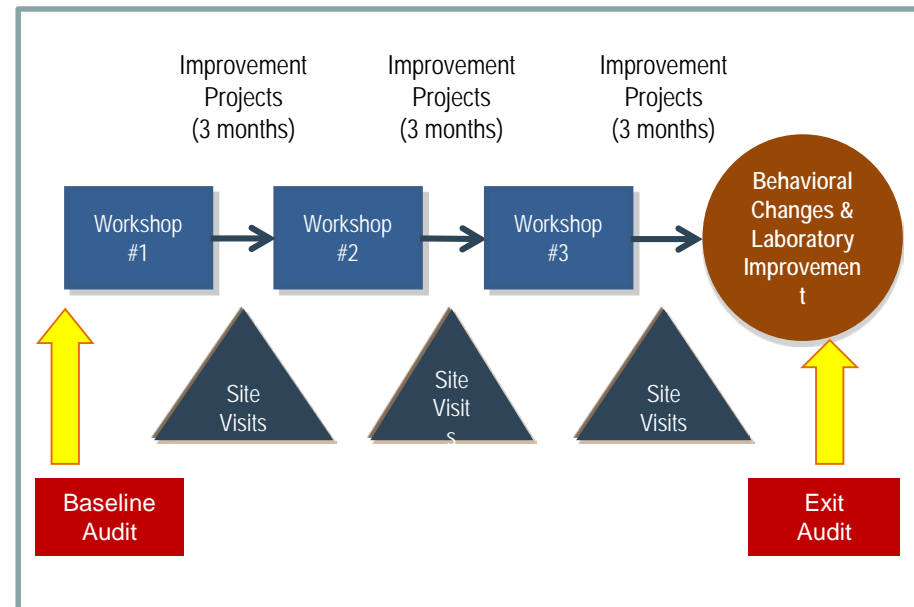 Improvement
Projects
(3 months)
Improvement
Projects
(3 months)
Improvement
Projects
(3 months)
Workshop
#1
Workshop
#2
Workshop
#3
Behavioral
Changes &
Laboratory
Improvemen
t
Site
Visits
Site
Visit
s
Site
Visits
Baseline
Audit
Exit
Audit